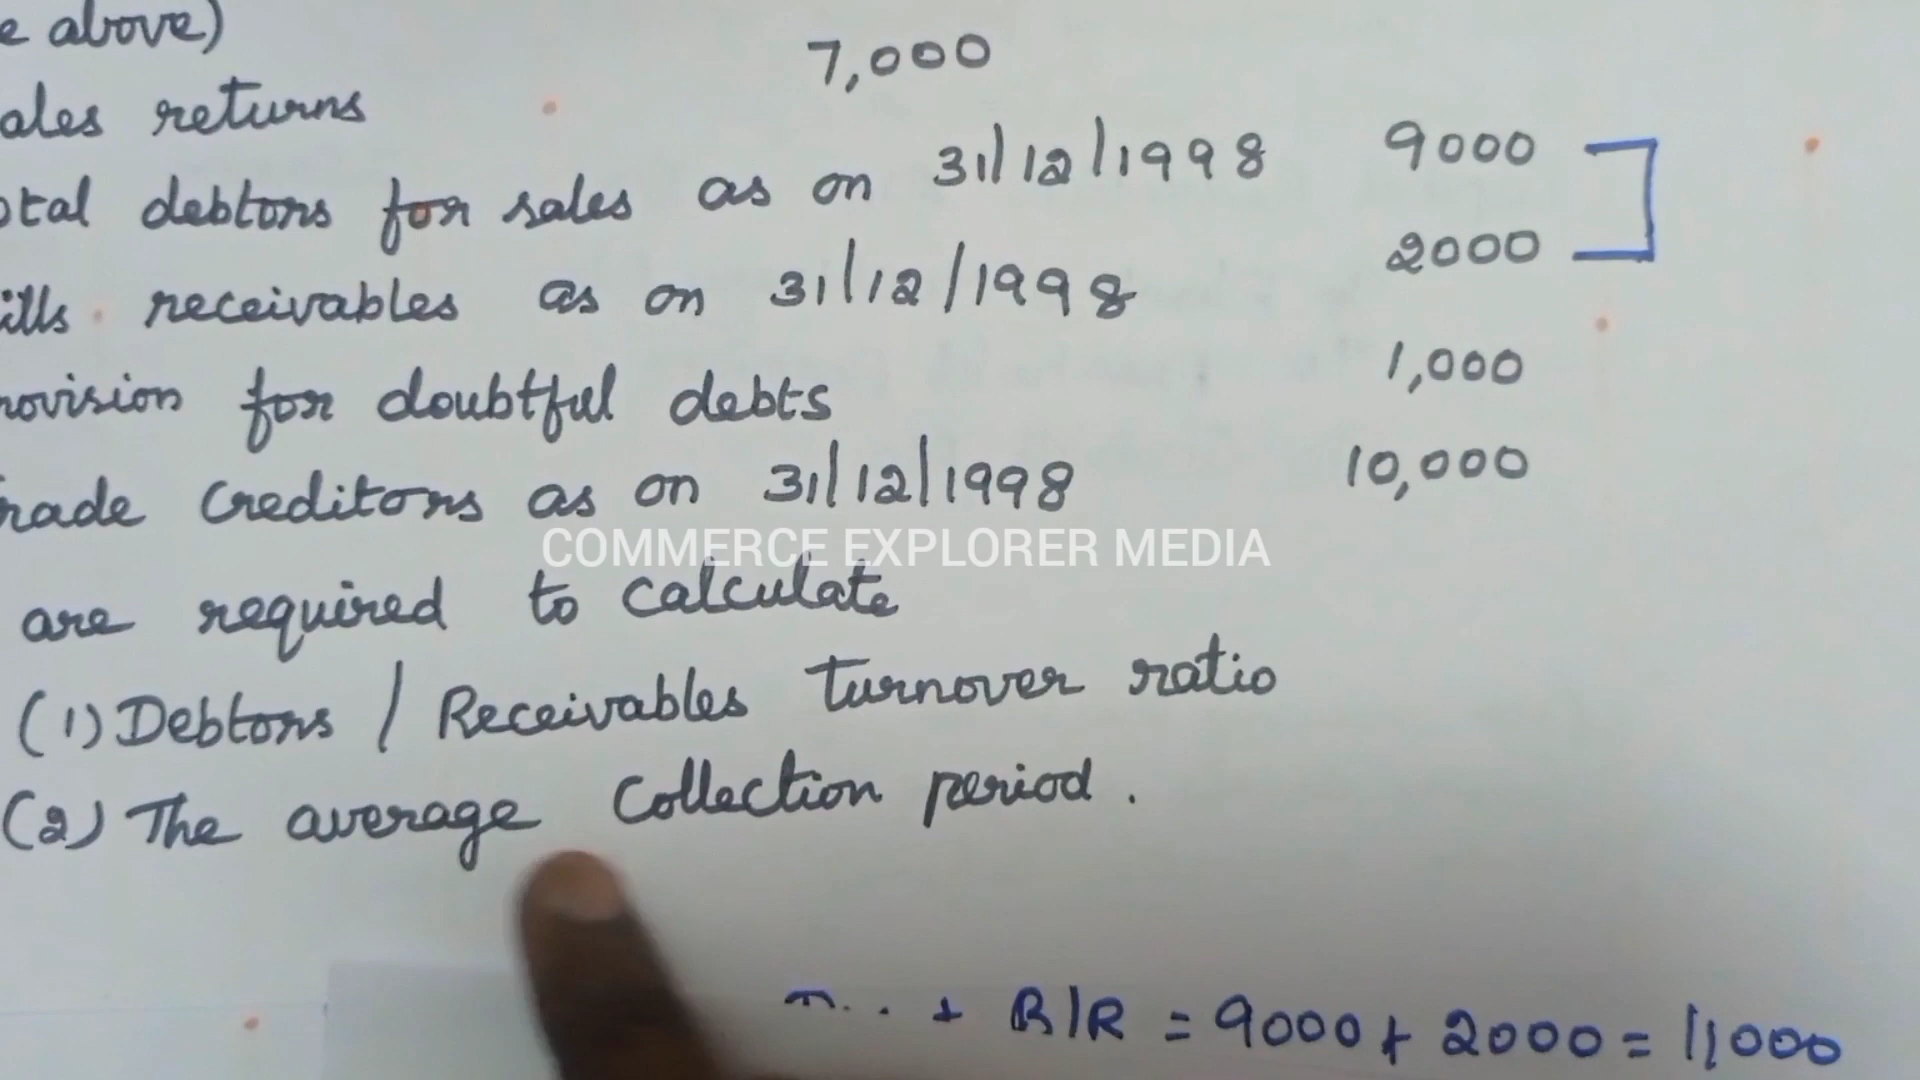 e above)
7,000
ales returns
otal debtors for sales as on 31/12/1998 9000
ills receivables as on 31/12/1998 2000
rovision for doubtful debts 1,000
rade Creditors as on 31/12/1998 10,000
COMMERCE EXPLORER MEDIA
are required to calculate
(1) Debtors / Receivables turnover ratio
(2) The average Collection period.
+ B/R = 9000 + 2000 = 11000